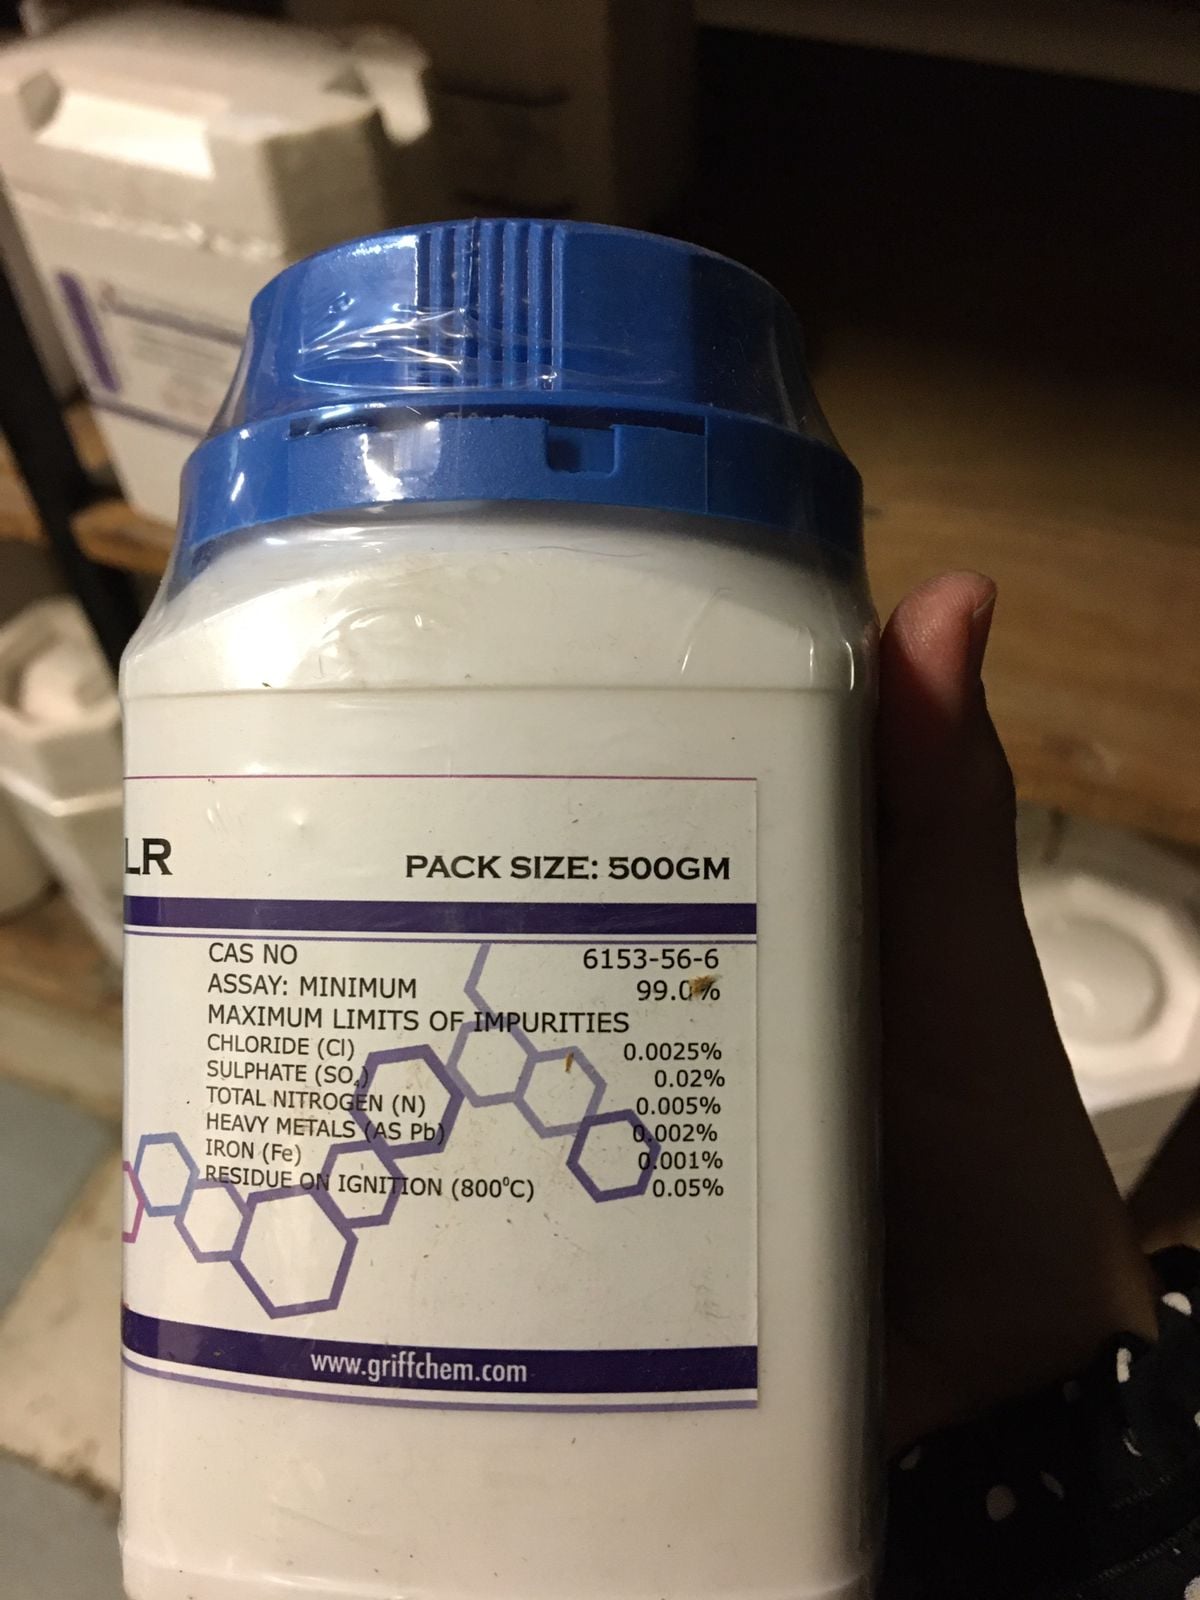 LR
PACK SIZE: 500GM
CAS NO 6153-56-6
ASSAY: MINIMUM 99.0%
MAXIMUM LIMITS OF IMPURITIES
CHLORIDE (Cl) 0.0025%
SULPHATE (SO₄) 0.02%
TOTAL NITROGEN (N) 0.005%
HEAVY METALS (AS Pb) 0.002%
IRON (Fe) 0.001%
RESIDUE ON IGNITION (800⁰C) 0.05%
www.griffchem.com